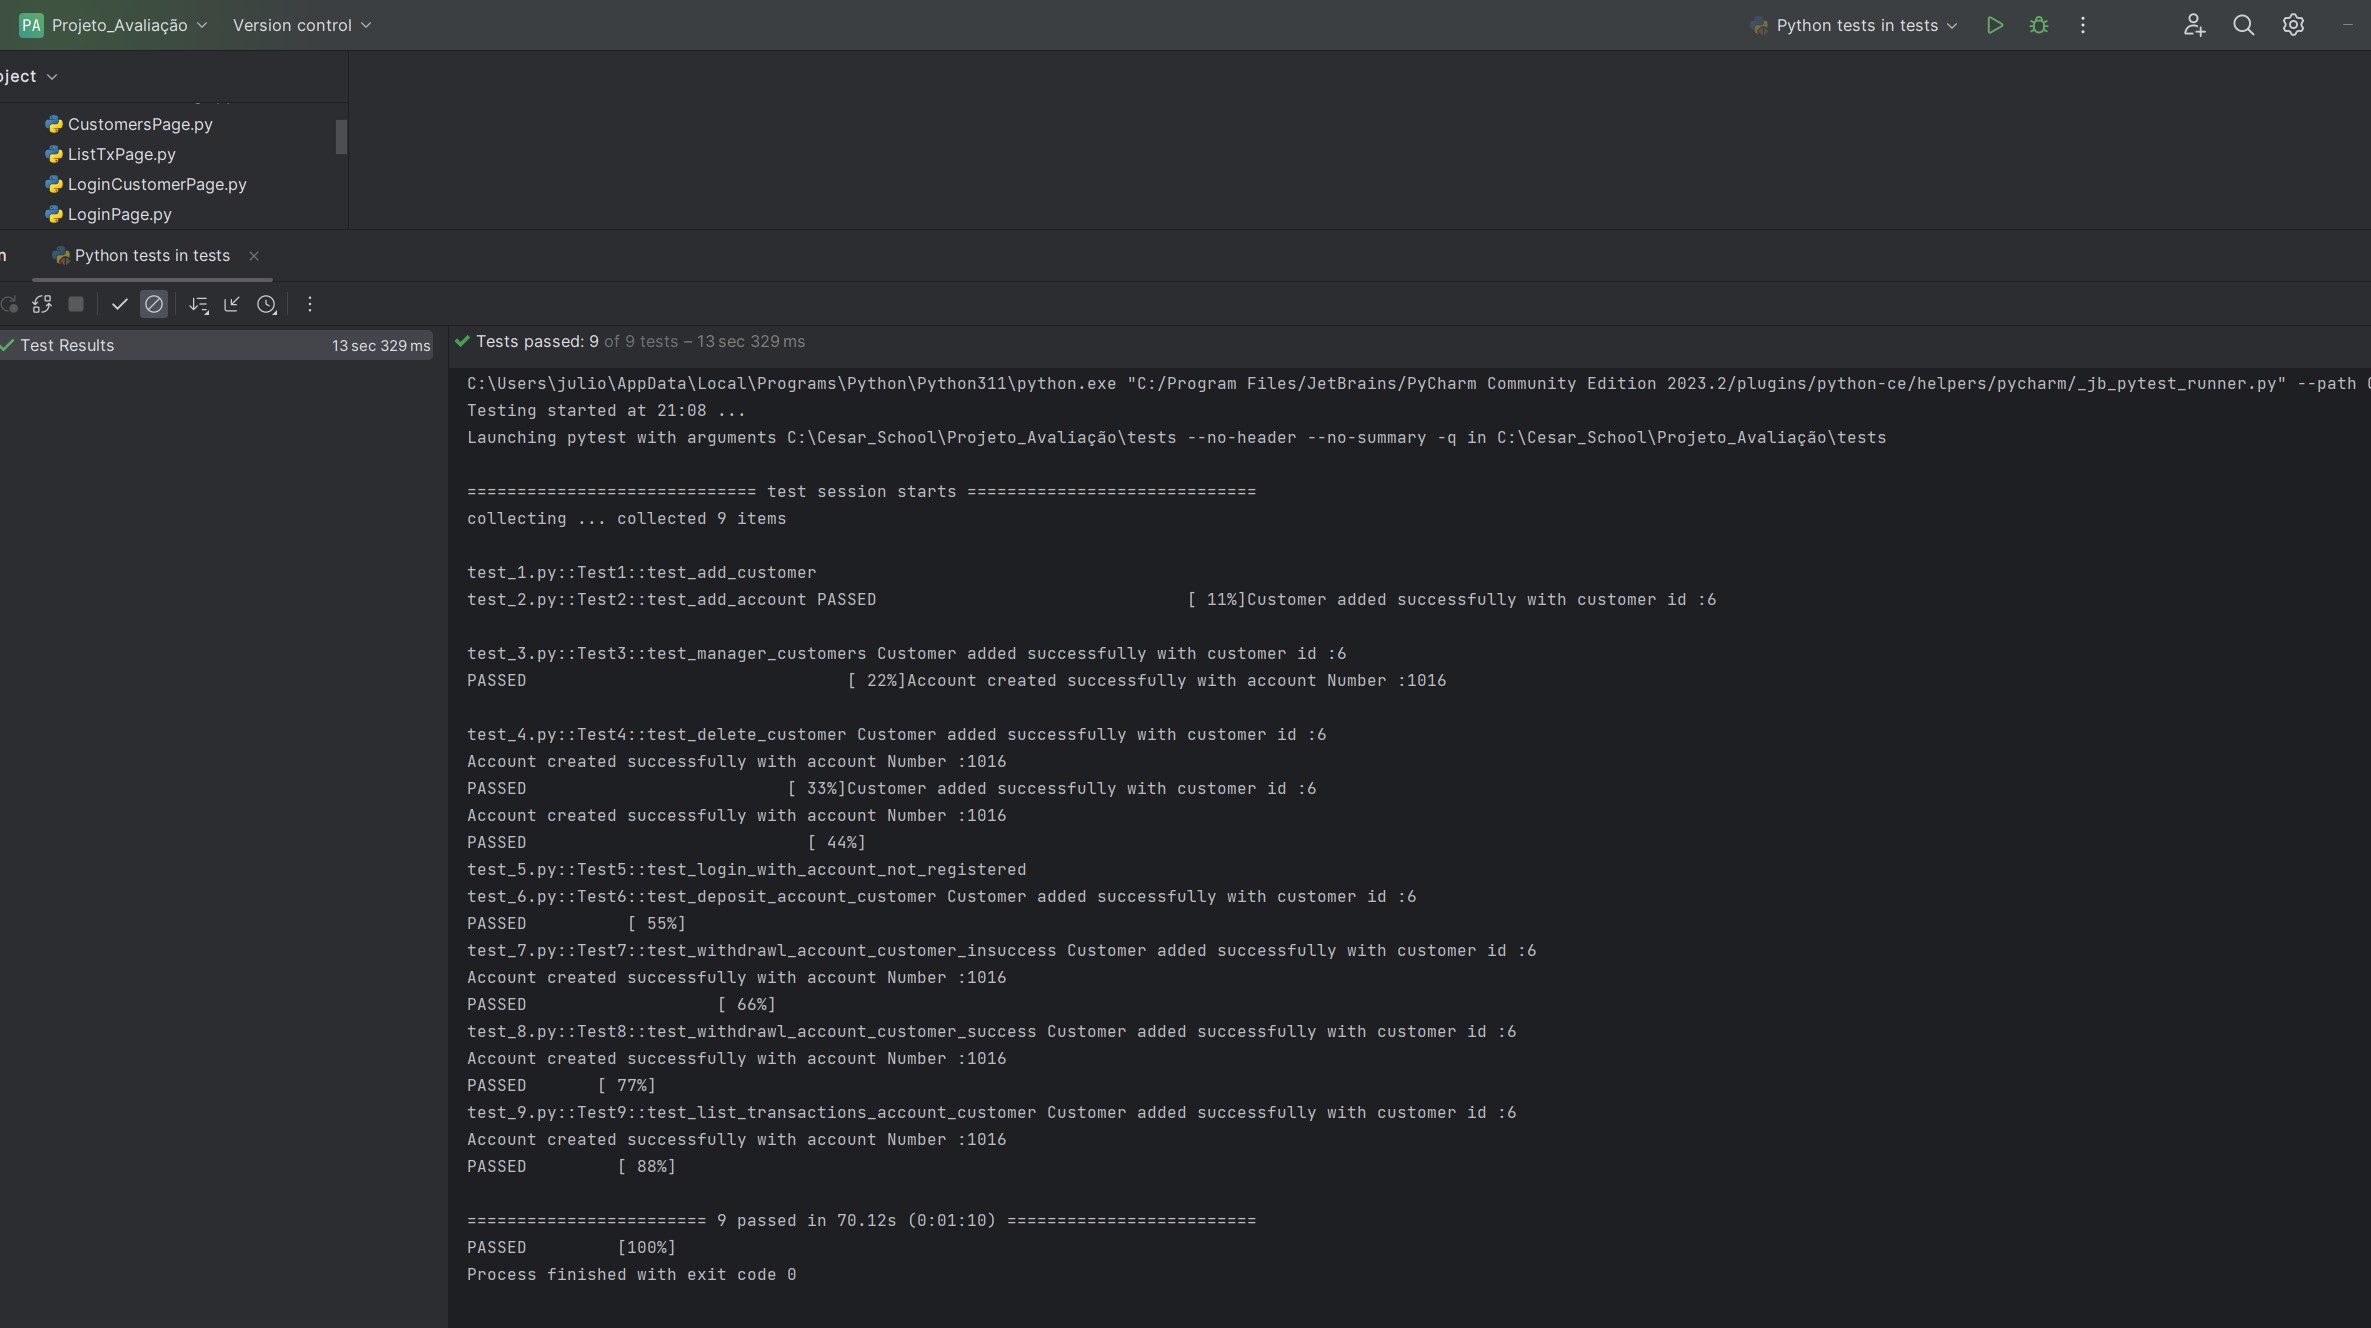 PA Projeto_Avaliação Version control Python tests in tests
oject
CustomersPage.py
ListTxPage.py
LoginCustomerPage.py
LoginPage.py
n Python tests in tests
Test Results 13 sec 329 ms
Tests passed: 9 of 9 tests – 13 sec 329 ms
C:\Users\julio\AppData\Local\Programs\Python\Python311\python.exe "C:/Program Files/JetBrains/PyCharm Community Edition 2023.2/plugins/python-ce/helpers/pycharm/_jb_pytest_runner.py" --path
Testing started at 21:08 ...
Launching pytest with arguments C:\Cesar_School\Projeto_Avaliação\tests --no-header --no-summary -q in C:\Cesar_School\Projeto_Avaliação\tests
============================= test session starts =============================
collecting ... collected 9 items
test_1.py::Test1::test_add_customer
test_2.py::Test2::test_add_account PASSED [ 11%]Customer added successfully with customer id :6
test_3.py::Test3::test_manager_customers Customer added successfully with customer id :6
PASSED [ 22%]Account created successfully with account Number :1016
test_4.py::Test4::test_delete_customer Customer added successfully with customer id :6
Account created successfully with account Number :1016
PASSED [ 33%]Customer added successfully with customer id :6
Account created successfully with account Number :1016
PASSED [ 44%]
test_5.py::Test5::test_login_with_account_not_registered
test_6.py::Test6::test_deposit_account_customer Customer added successfully with customer id :6
PASSED [ 55%]
test_7.py::Test7::test_withdrawl_account_customer_insuccess Customer added successfully with customer id :6
Account created successfully with account Number :1016
PASSED [ 66%]
test_8.py::Test8::test_withdrawl_account_customer_success Customer added successfully with customer id :6
Account created successfully with account Number :1016
PASSED [ 77%]
test_9.py::Test9::test_list_transactions_account_customer Customer added successfully with customer id :6
Account created successfully with account Number :1016
PASSED [ 88%]
======================== 9 passed in 70.12s (0:01:10) =========================
PASSED [100%]
Process finished with exit code 0